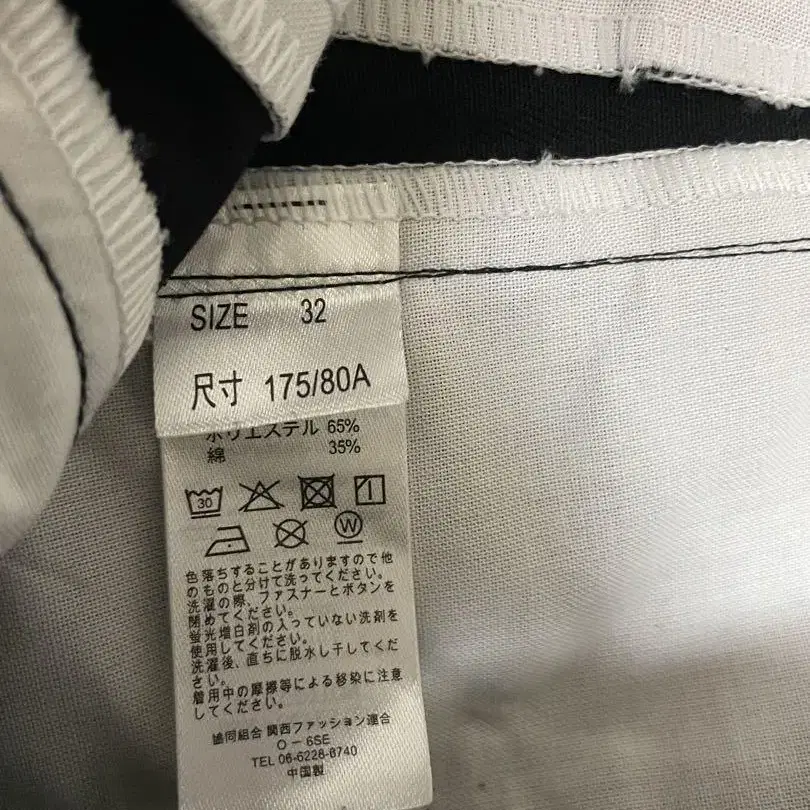 SIZE 32
尺寸 175/80A
ポリエステル 65%
綿 35%
30
W
色落ちすることがありますので他
のものと分けて洗ってください。
洗濯の際、ファスナーとボタンを
閉めてください。
蛍光増白剤の入っていない洗剤を
使用してください。
洗濯後、直ちに脱水し干してくだ
さい。
着用中の摩擦等による移染に注意
してください。
協同組合 関西ファッション連合
O－6SE
TEL 06-6228-6740
中国製